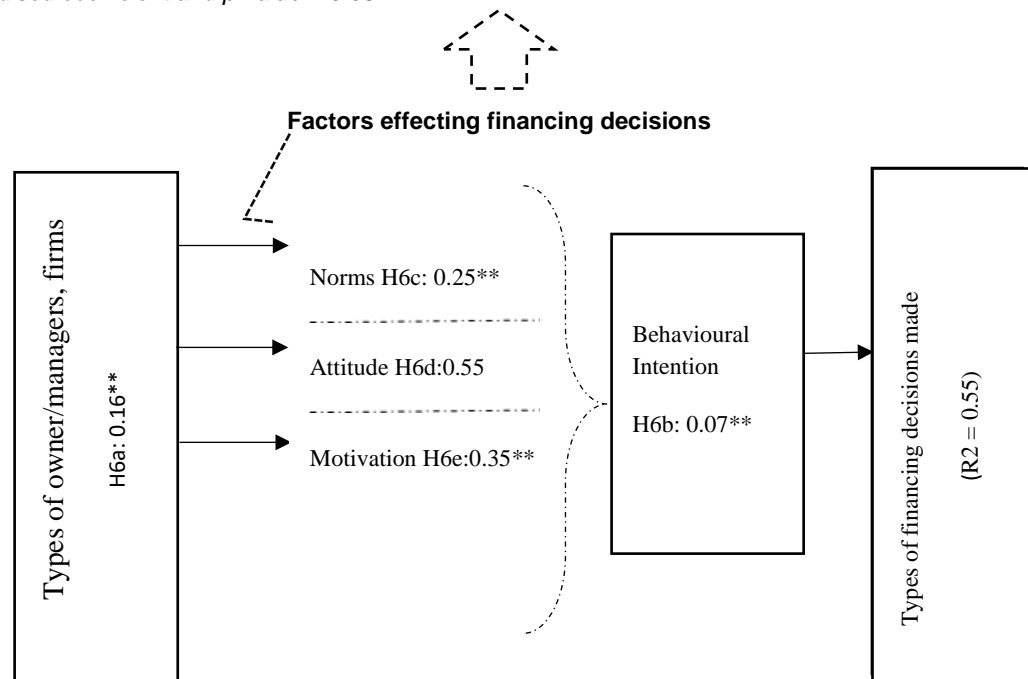 Factors effecting financing decisions
Types of owner/managers, firms
H6a: 0.16**
Norms H6c: 0.25**
Attitude H6d:0.55
Motivation H6e:0.35**
Behavioural
Intention
H6b: 0.07**
Types of financing decisions made
(R2 = 0.55)